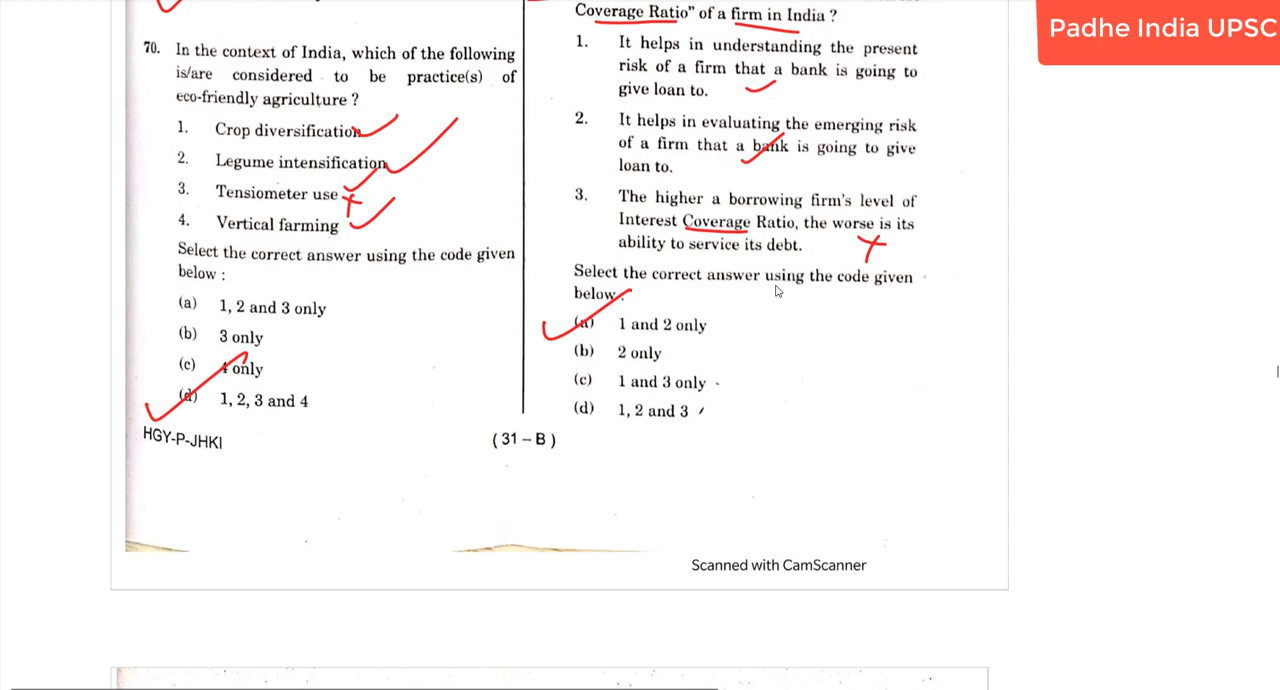 Padhe India UPSC
70. In the context of India, which of the following
is/are considered to be practice(s) of
eco-friendly agriculture ?
1. Crop diversification
2. Legume intensification
3. Tensiometer use
4. Vertical farming
Select the correct answer using the code given
below :
(a) 1, 2 and 3 only
(b) 3 only
(c) 4 only
(d) 1, 2, 3 and 4
HGY-P-JHKI
( 31 – B )
Coverage Ratio” of a firm in India ?
1. It helps in understanding the present
risk of a firm that a bank is going to
give loan to.
2. It helps in evaluating the emerging risk
of a firm that a bank is going to give
loan to.
3. The higher a borrowing firm's level of
Interest Coverage Ratio, the worse is its
ability to service its debt.
Select the correct answer using the code given
below :
(a) 1 and 2 only
(b) 2 only
(c) 1 and 3 only
(d) 1, 2 and 3
Scanned with CamScanner